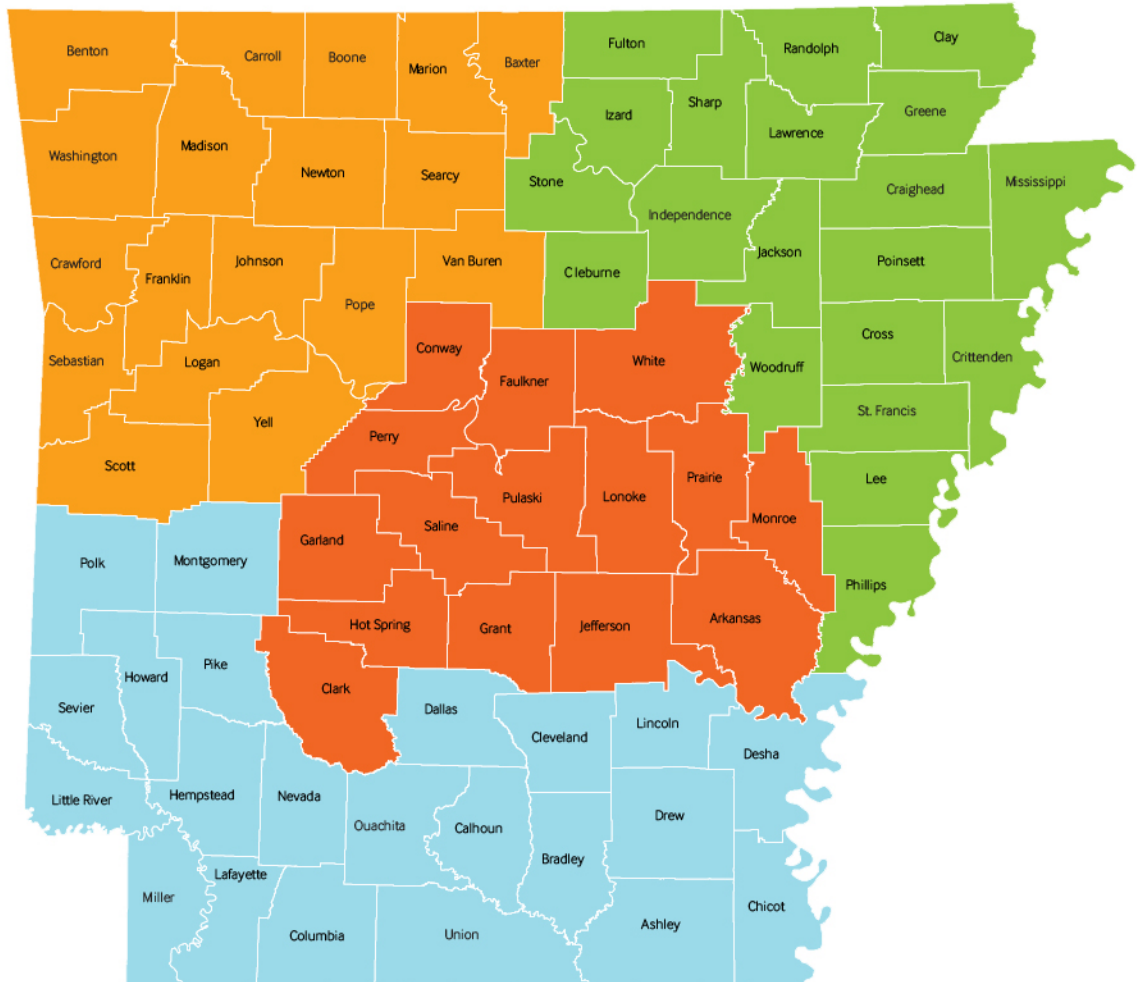 Benton
Carroll
Boone
Marion
Baxter
Fulton
Randolph
Clay
Sharp
Izard
Greene
Lawrence
Washington
Madison
Newton
Searcy
Stone
Independence
Craighead
Mississippi
Crawford
Franklin
Johnson
Van Buren
Cleburne
Jackson
Poinsett
Pope
Sebastian
Logan
Conway
Faulkner
White
Woodruff
Cross
Crittenden
Yell
St. Francis
Scott
Perry
Pulaski
Lonoke
Prairie
Monroe
Lee
Garland
Saline
Polk
Montgomery
Phillips
Hot Spring
Grant
Jefferson
Arkansas
Howard
Pike
Clark
Sevier
Dallas
Cleveland
Lincoln
Desha
Little River
Hempstead
Nevada
Ouachita
Calhoun
Drew
Bradley
Miller
Lafayette
Columbia
Union
Ashley
Chicot